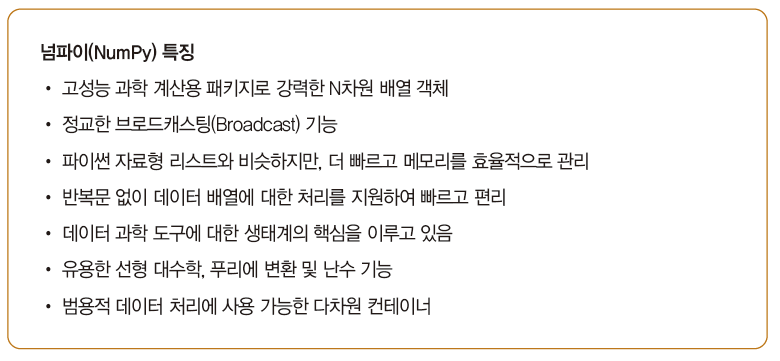 넘파이(NumPy) 특징
• 고성능 과학 계산용 패키지로 강력한 N차원 배열 객체
• 정교한 브로드캐스팅(Broadcast) 기능
• 파이썬 자료형 리스트와 비슷하지만, 더 빠르고 메모리를 효율적으로 관리
• 반복문 없이 데이터 배열에 대한 처리를 지원하여 빠르고 편리
• 데이터 과학 도구에 대한 생태계의 핵심을 이루고 있음
• 유용한 선형 대수학, 푸리에 변환 및 난수 기능
• 범용적 데이터 처리에 사용 가능한 다차원 컨테이너